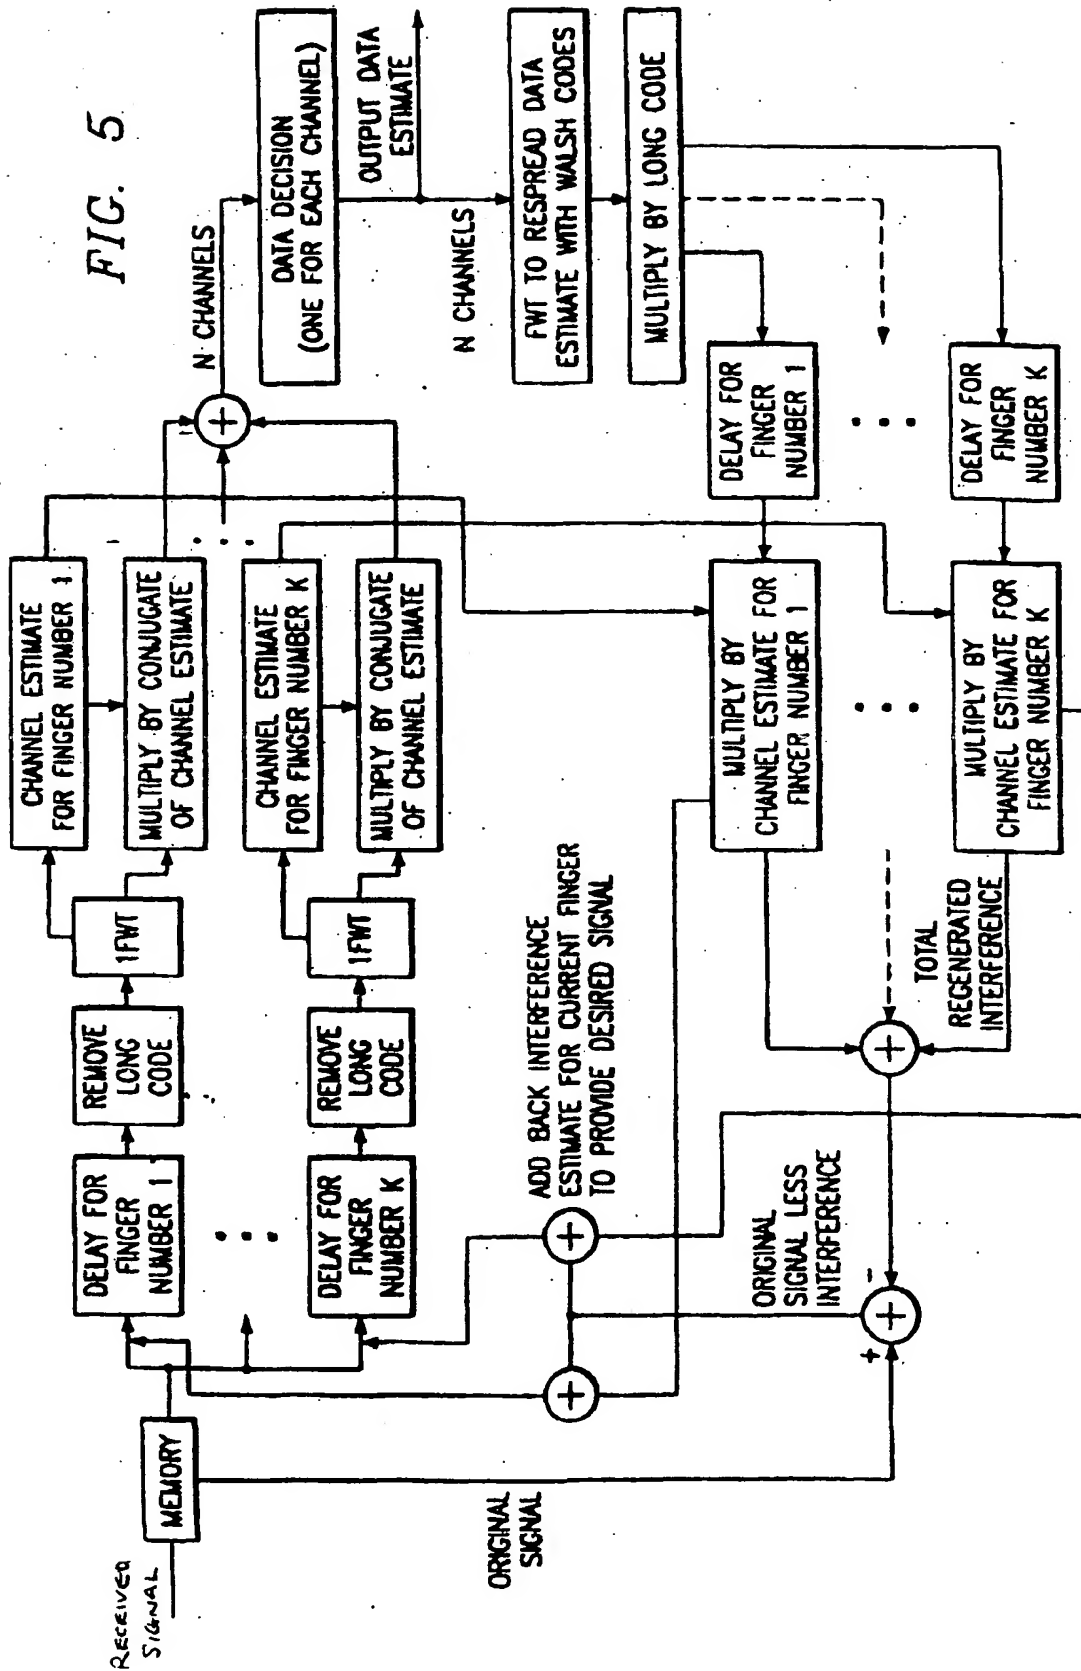 FIG. 5
RECEIVED
SIGNAL
MEMORY
DELAY FOR
FINGER
NUMBER 1
REMOVE
LONG
CODE
1FWT
CHANNEL ESTIMATE
FOR FINGER NUMBER 1
MULTIPLY BY CONJUGATE
OF CHANNEL ESTIMATE
DELAY FOR
FINGER
NUMBER K
REMOVE
LONG
CODE
1FWT
CHANNEL ESTIMATE
FOR FINGER NUMBER K
MULTIPLY BY CONJUGATE
OF CHANNEL ESTIMATE
+
N CHANNELS
DATA DECISION
(ONE FOR EACH CHANNEL)
OUTPUT DATA
ESTIMATE
N CHANNELS
FWT TO RESPREAD DATA
ESTIMATE WITH WALSH CODES
MULTIPLY BY LONG CODE
DELAY FOR
FINGER
NUMBER 1
DELAY FOR
FINGER
NUMBER K
MULTIPLY BY
CHANNEL ESTIMATE FOR
FINGER NUMBER 1
MULTIPLY BY
CHANNEL ESTIMATE FOR
FINGER NUMBER K
TOTAL
REGENERATED
INTERFERENCE
+
ADD BACK INTERFERENCE
ESTIMATE FOR CURRENT FINGER
TO PROVIDE DESIRED SIGNAL
+
+
ORIGINAL
SIGNAL LESS
INTERFERENCE
+
-
+
ORIGINAL
SIGNAL